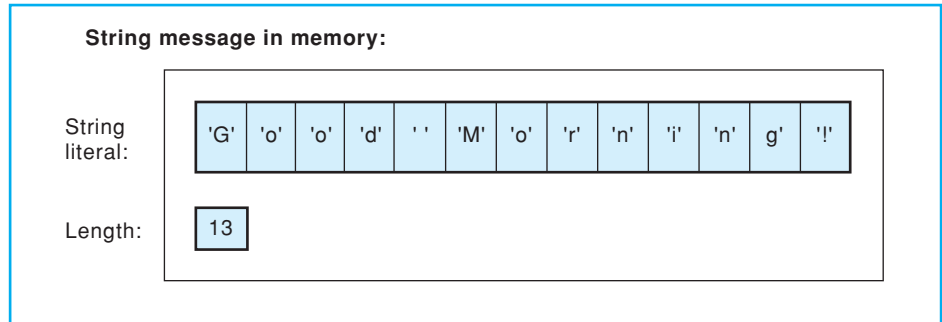 String message in memory:
String
literal:
'G' 'o' 'o' 'd' ' ' 'M' 'o' 'r' 'n' 'i' 'n' g' '!'
Length:
13